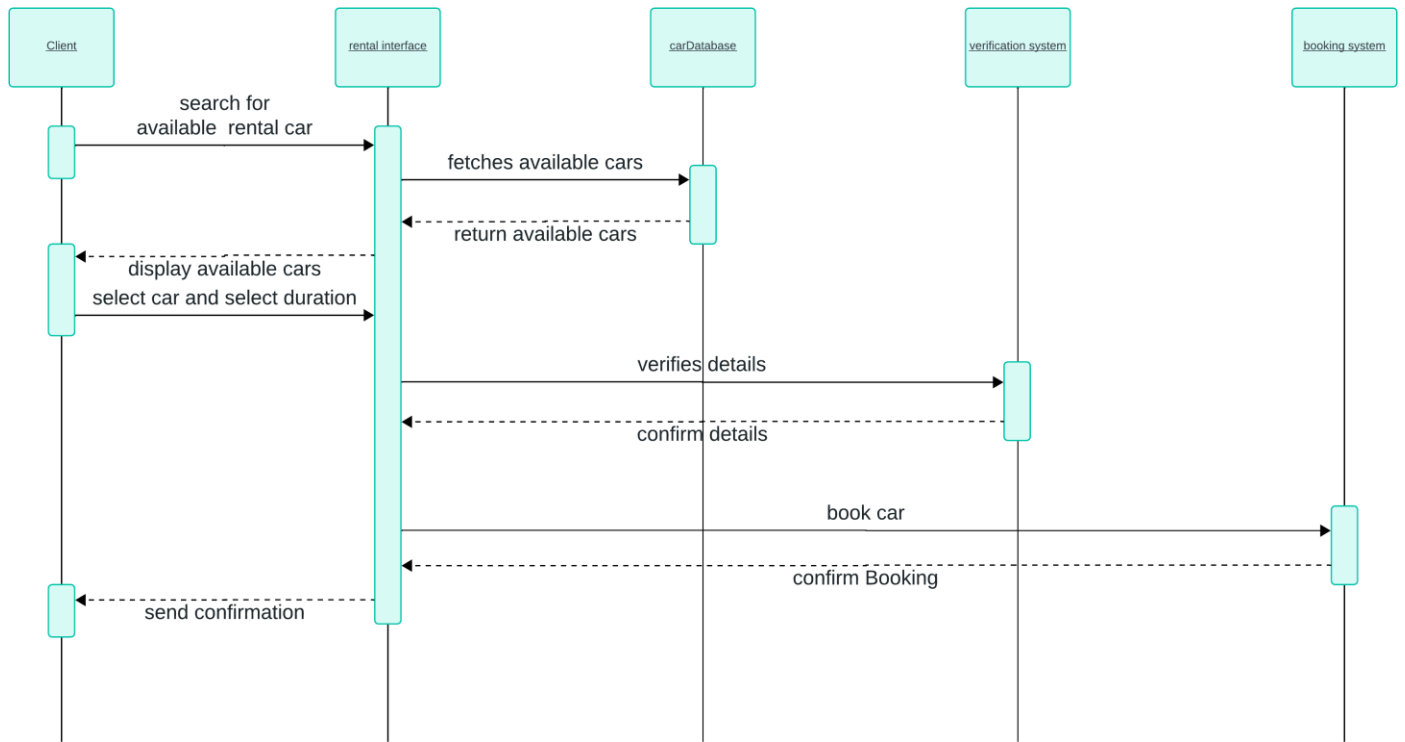 Client
rental interface
carDatabase
verification system
booking system
search for
available  rental car
fetches available cars
return available cars
display available cars
select car and select duration
verifies details
confirm details
book car
confirm Booking
send confirmation